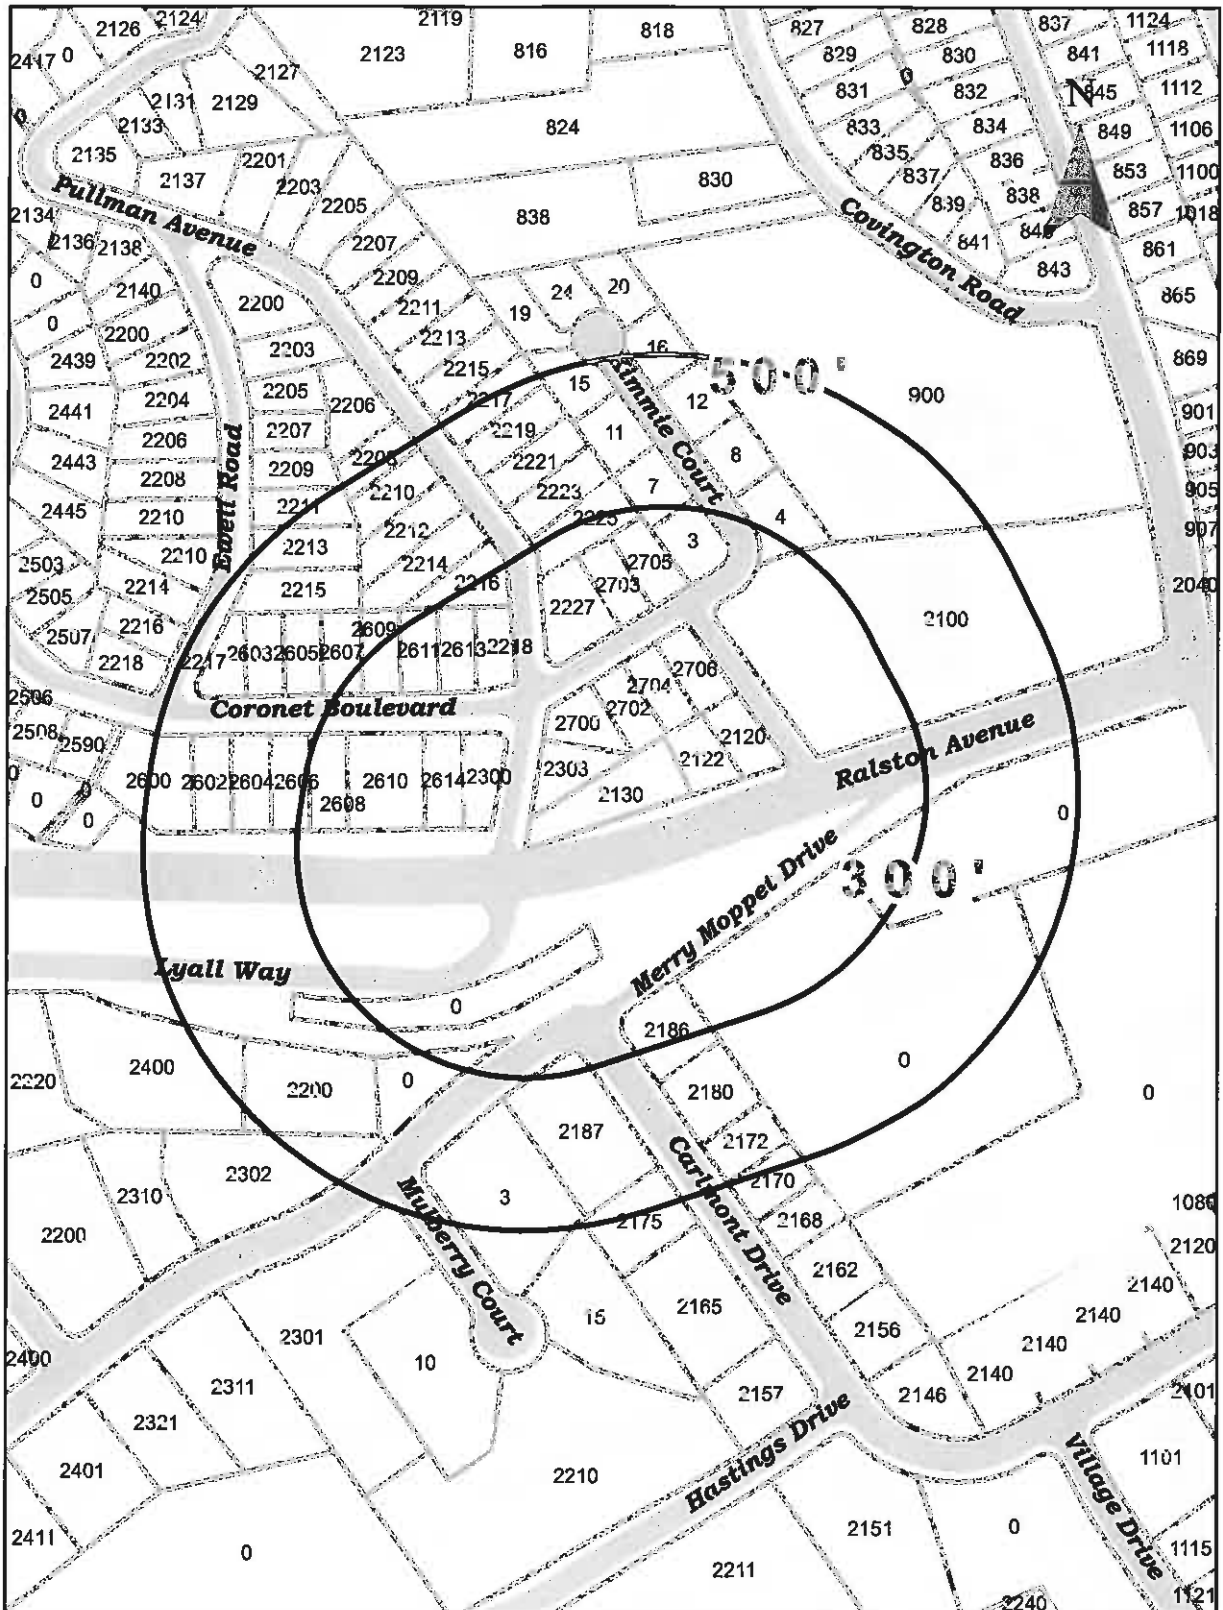 2126 2124 2119 818 827 828 837 1124
2417 0 2123 816 829 830 841 1118
2127 831 0 832 N 845 1112
2131 2129
0 2133 824 833 834 849 1106
2135 2201 835 836 853 1100
2137 2203 830 837 838
Pullman Avenue 2205 838 839 857 1018
2134 2136 2138 2207 Covington Road 841 843 861
0 2140 2209 24 20 865
2200 2211 19
0 2200 2213 16 869
2439 2202 2203 2215 500'
2441 2204 2205 2206 2217 15 Kimmie Court 12 900 901
2206 2207 2219 11
2443 2208 2209 2208 2221 8 903
2445 2210 Ewell Road 2211 2210 2223 7 905
2210 2213 2212 2225 4 907
2503 2214 2215 2214 2705 3
2505 2216 2216 2703 2040
2507 2218 2217 2603 2605 2607 2609 2611 2613 2218 2227 2100
2506 Coronet Boulevard 2704 2706
2508 2590 2700 2702
0 2600 2602 2604 2606 2608 2610 2614 2300 2303 2122 2120 Ralston Avenue
0 0 2130 0
0
Merry Moppet Drive 300'
Lyall Way
0 2186
2220 2400 2200 0 2180 0 0
2187 2172
2302 2170
2310 3 2175 2168 1080
2200 Mulberry Court Carlmont Drive 2120
2162 2140
2301 15 2165 2156 2140
2400 10 2140
2311 2157 2146 2140 2101
2321
2401 2210 Hastings Drive Village Drive 1101
2411 0 2151 0 1115
2211 2240 1121